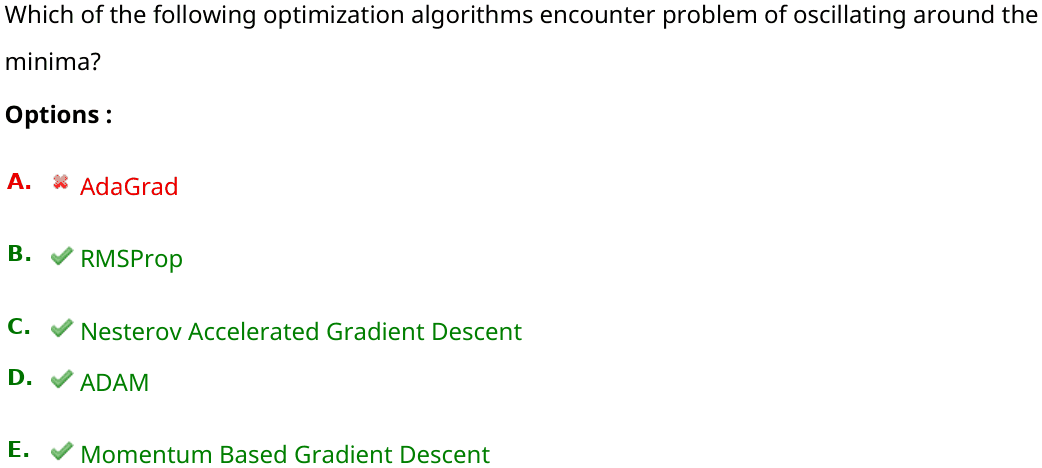 Which of the following optimization algorithms encounter problem of oscillating around the
minima?
Options :
A. AdaGrad
B. RMSProp
C. Nesterov Accelerated Gradient Descent
D. ADAM
E. Momentum Based Gradient Descent